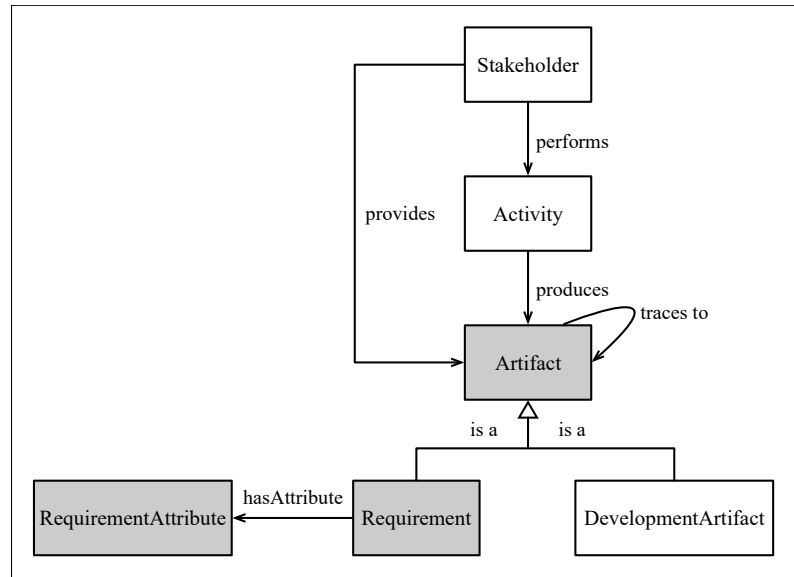 Stakeholder
performs
provides
Activity
produces
traces to
Artifact
is a
is a
hasAttribute
RequirementAttribute
Requirement
DevelopmentArtifact